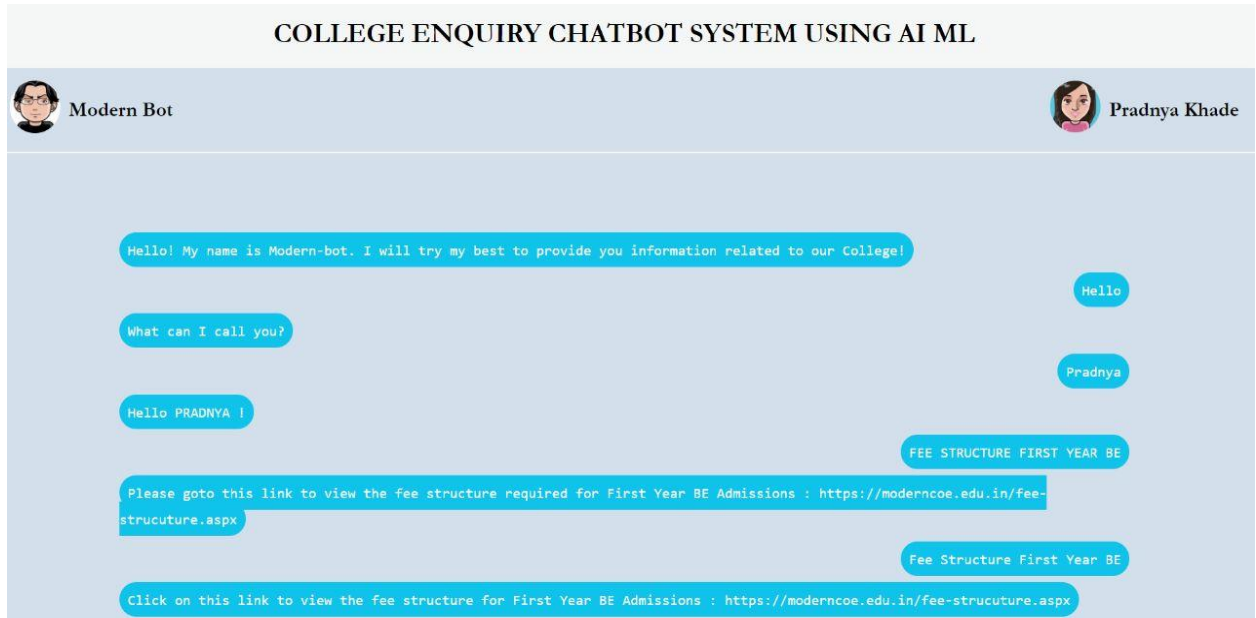 COLLEGE ENQUIRY CHATBOT SYSTEM USING AI ML
Modern Bot
Pradnya Khade
Hello! My name is Modern-bot. I will try my best to provide you information related to our College!
Hello
What can I call you?
Pradnya
Hello PRADNYA !
FEE STRUCTURE FIRST YEAR BE
Please goto this link to view the fee structure required for First Year BE Admissions : https://moderncoe.edu.in/fee-
strucuture.aspx
Fee Structure First Year BE
Click on this link to view the fee structure for First Year BE Admissions : https://moderncoe.edu.in/fee-strucuture.aspx